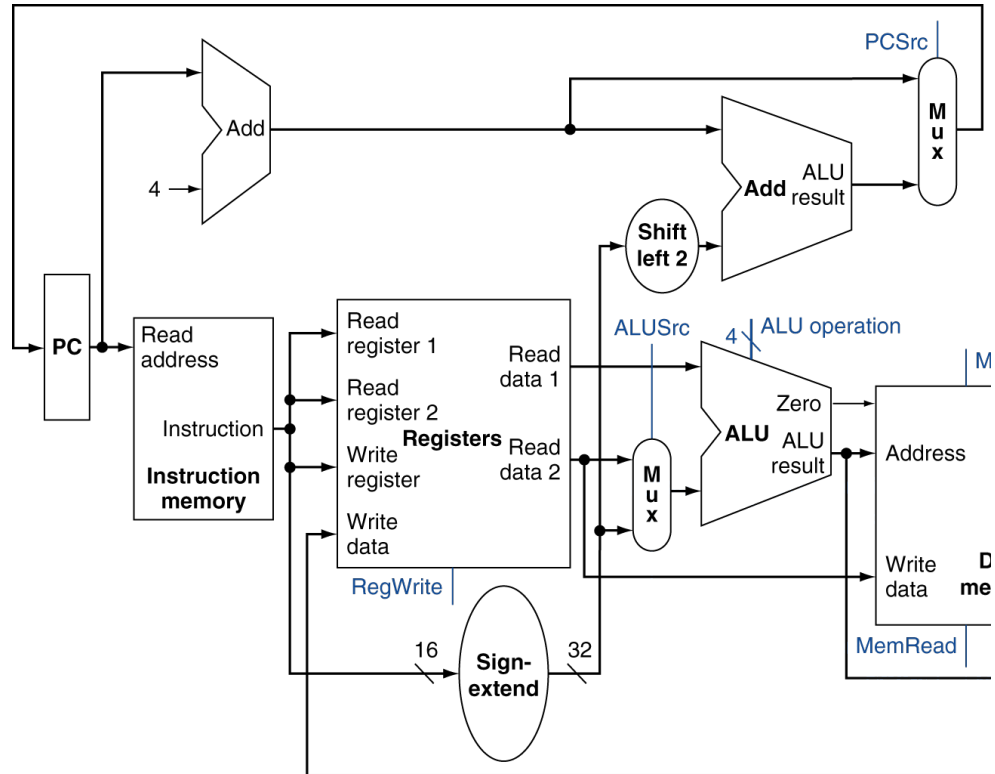 PCSrc
M
u
x
Add
4
Add
ALU
result
Shift
left 2
PC
Read
address
Instruction
Instruction
memory
Read
register 1
Read
register 2
Write
register
Write
data
Registers
Read
data 1
Read
data 2
RegWrite
16
Sign-
extend
32
ALUSrc
M
u
x
4
ALU operation
ALU
Zero
ALU
result
M
Address
Write
data
D
me
MemRead